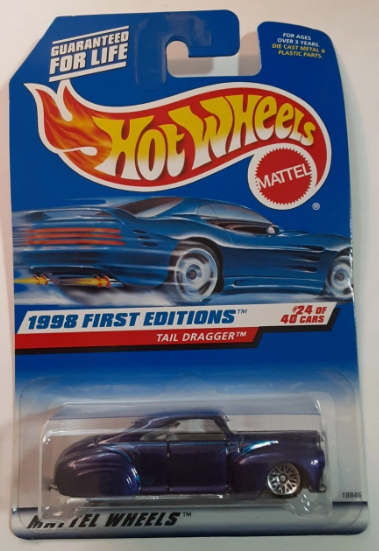 GUARANTEED
FOR LIFE
FOR AGES
OVER 3 YEARS.
DIE CAST METAL &
PLASTIC PARTS
HOT WHEELS
MATTEL
®
1998 FIRST EDITIONS™
#24 OF
40 CARS
TAIL DRAGGER™
18846
MATTEL WHEELS™